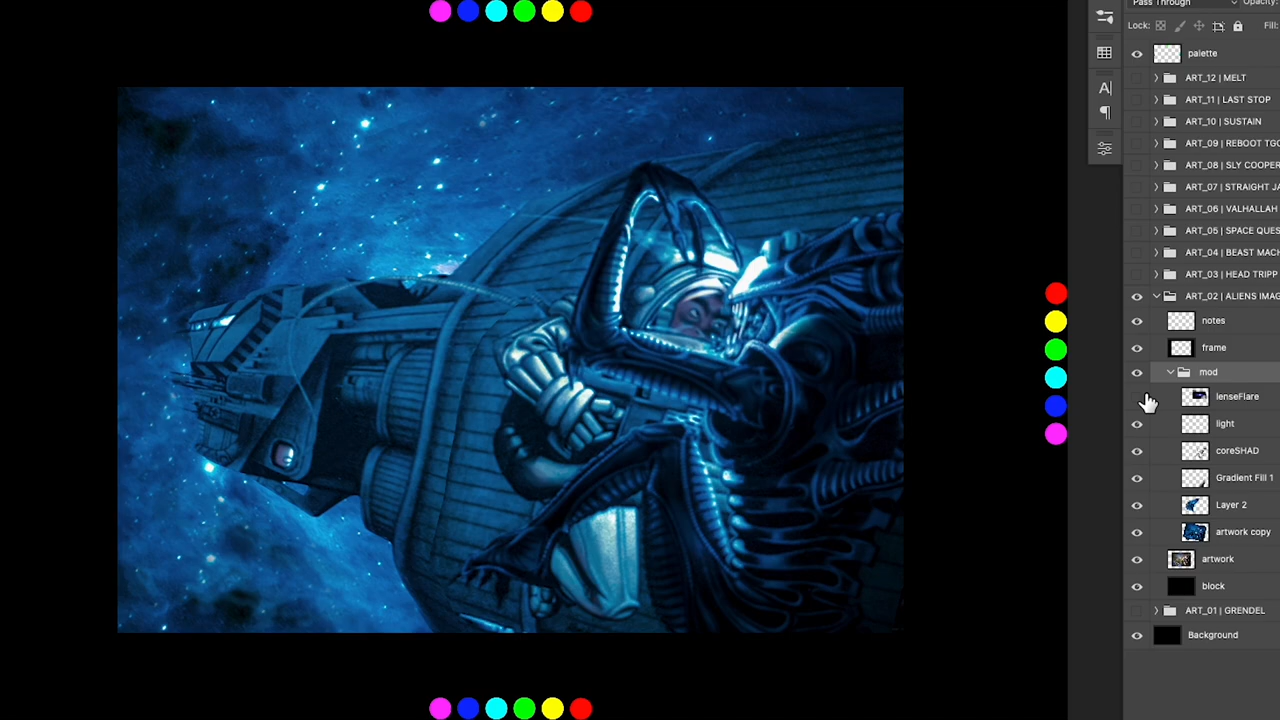 Pass Through Opacity:
Lock: Fill:
palette
ART_12 | MELT
ART_11 | LAST STOP
ART_10 | SUSTAIN
ART_09 | REBOOT TGC
ART_08 | SLY COOPER
ART_07 | STRAIGHT JA
ART_06 | VALHALLAH
ART_05 | SPACE QUES
ART_04 | BEAST MACH
ART_03 | HEAD TRIPP
ART_02 | ALIENS IMAG
notes
frame
mod
lenseFlare
light
coreSHAD
Gradient Fill 1
Layer 2
artwork copy
artwork
block
ART_01 | GRENDEL
Background